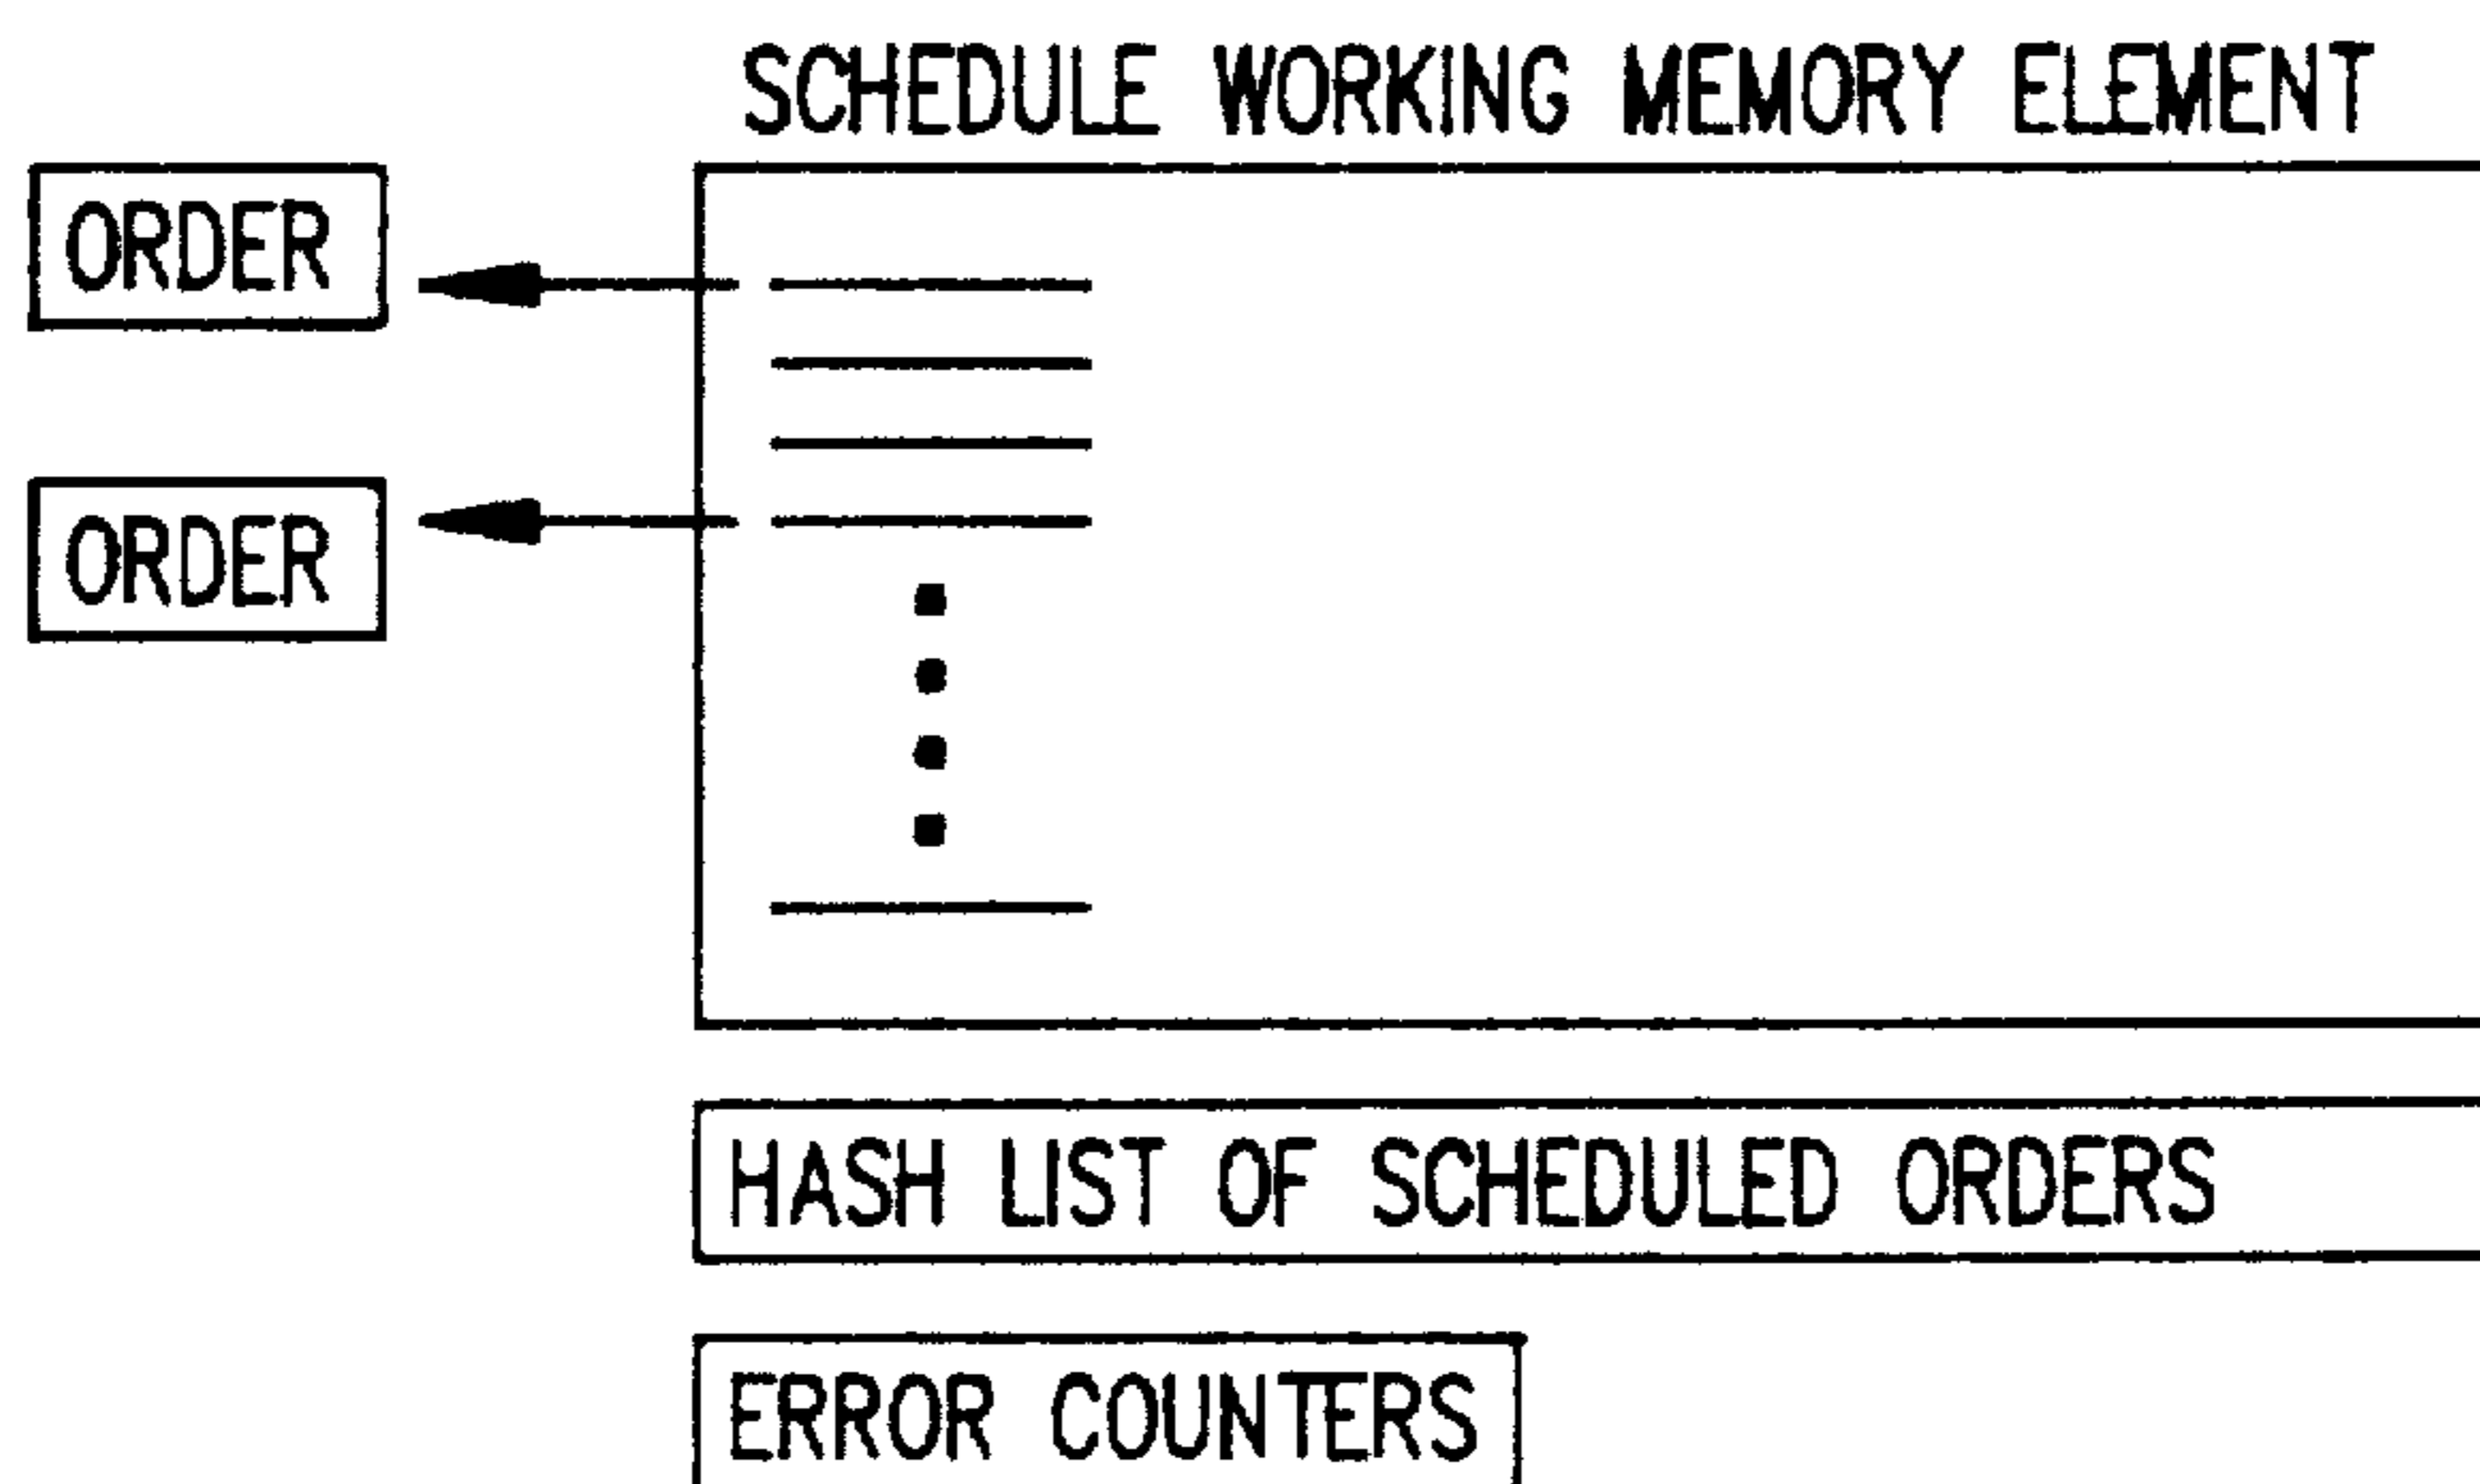 SCHEDULE WORKING MEMORY ELEMENT
ORDER
ORDER
HASH LIST OF SCHEDULED ORDERS
ERROR COUNTERS